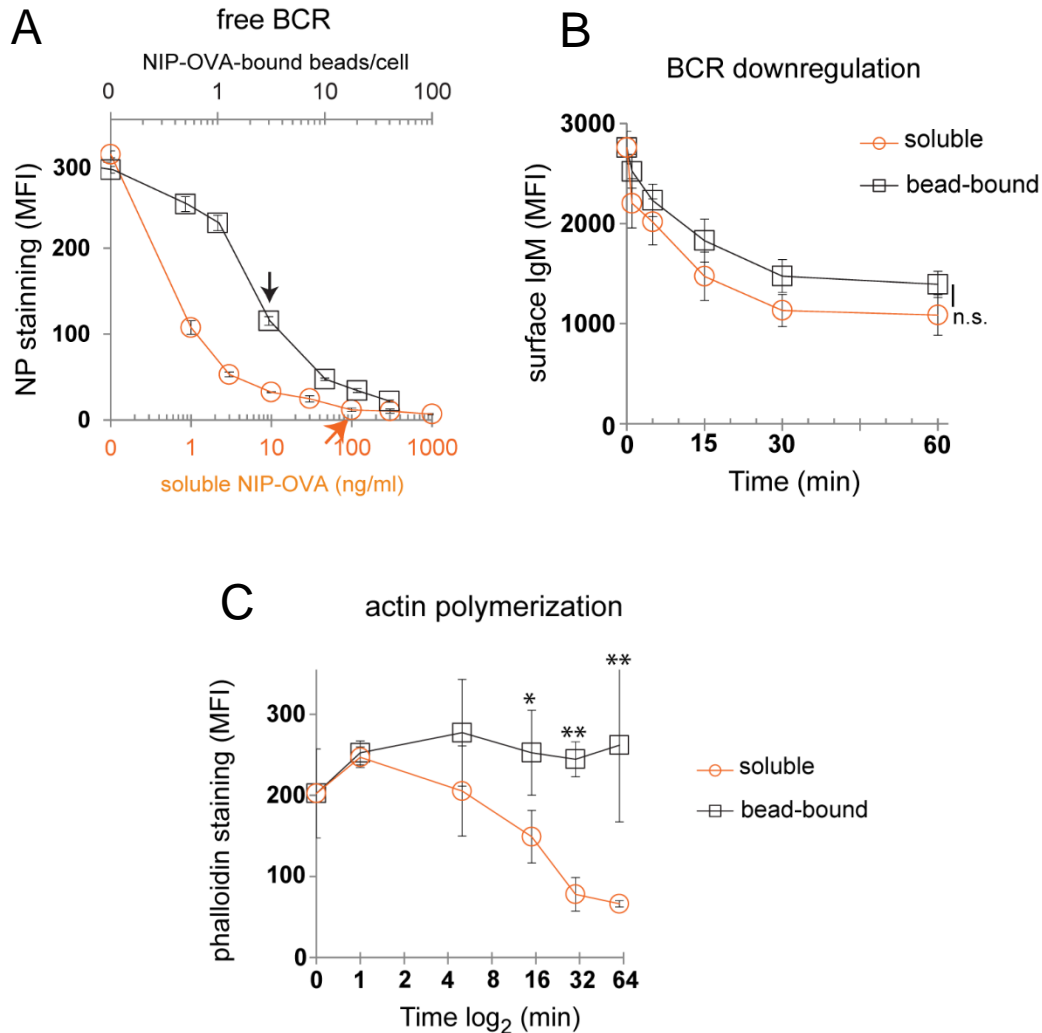 A
free BCR
NIP-OVA-bound beads/cell
0 1 10 100
NP stainning (MFI)
300
200
100
0
0 1 10 100 1000
soluble NIP-OVA (ng/ml)
B
BCR downregulation
surface IgM (MFI)
3000
2000
1000
0
0 15 30 60
Time (min)
n.s.
soluble
bead-bound
C
actin polymerization
phalloidin staining (MFI)
300
200
100
0
* ** **
0 1 2 4 8 16 32 64
Time log2 (min)
soluble
bead-bound